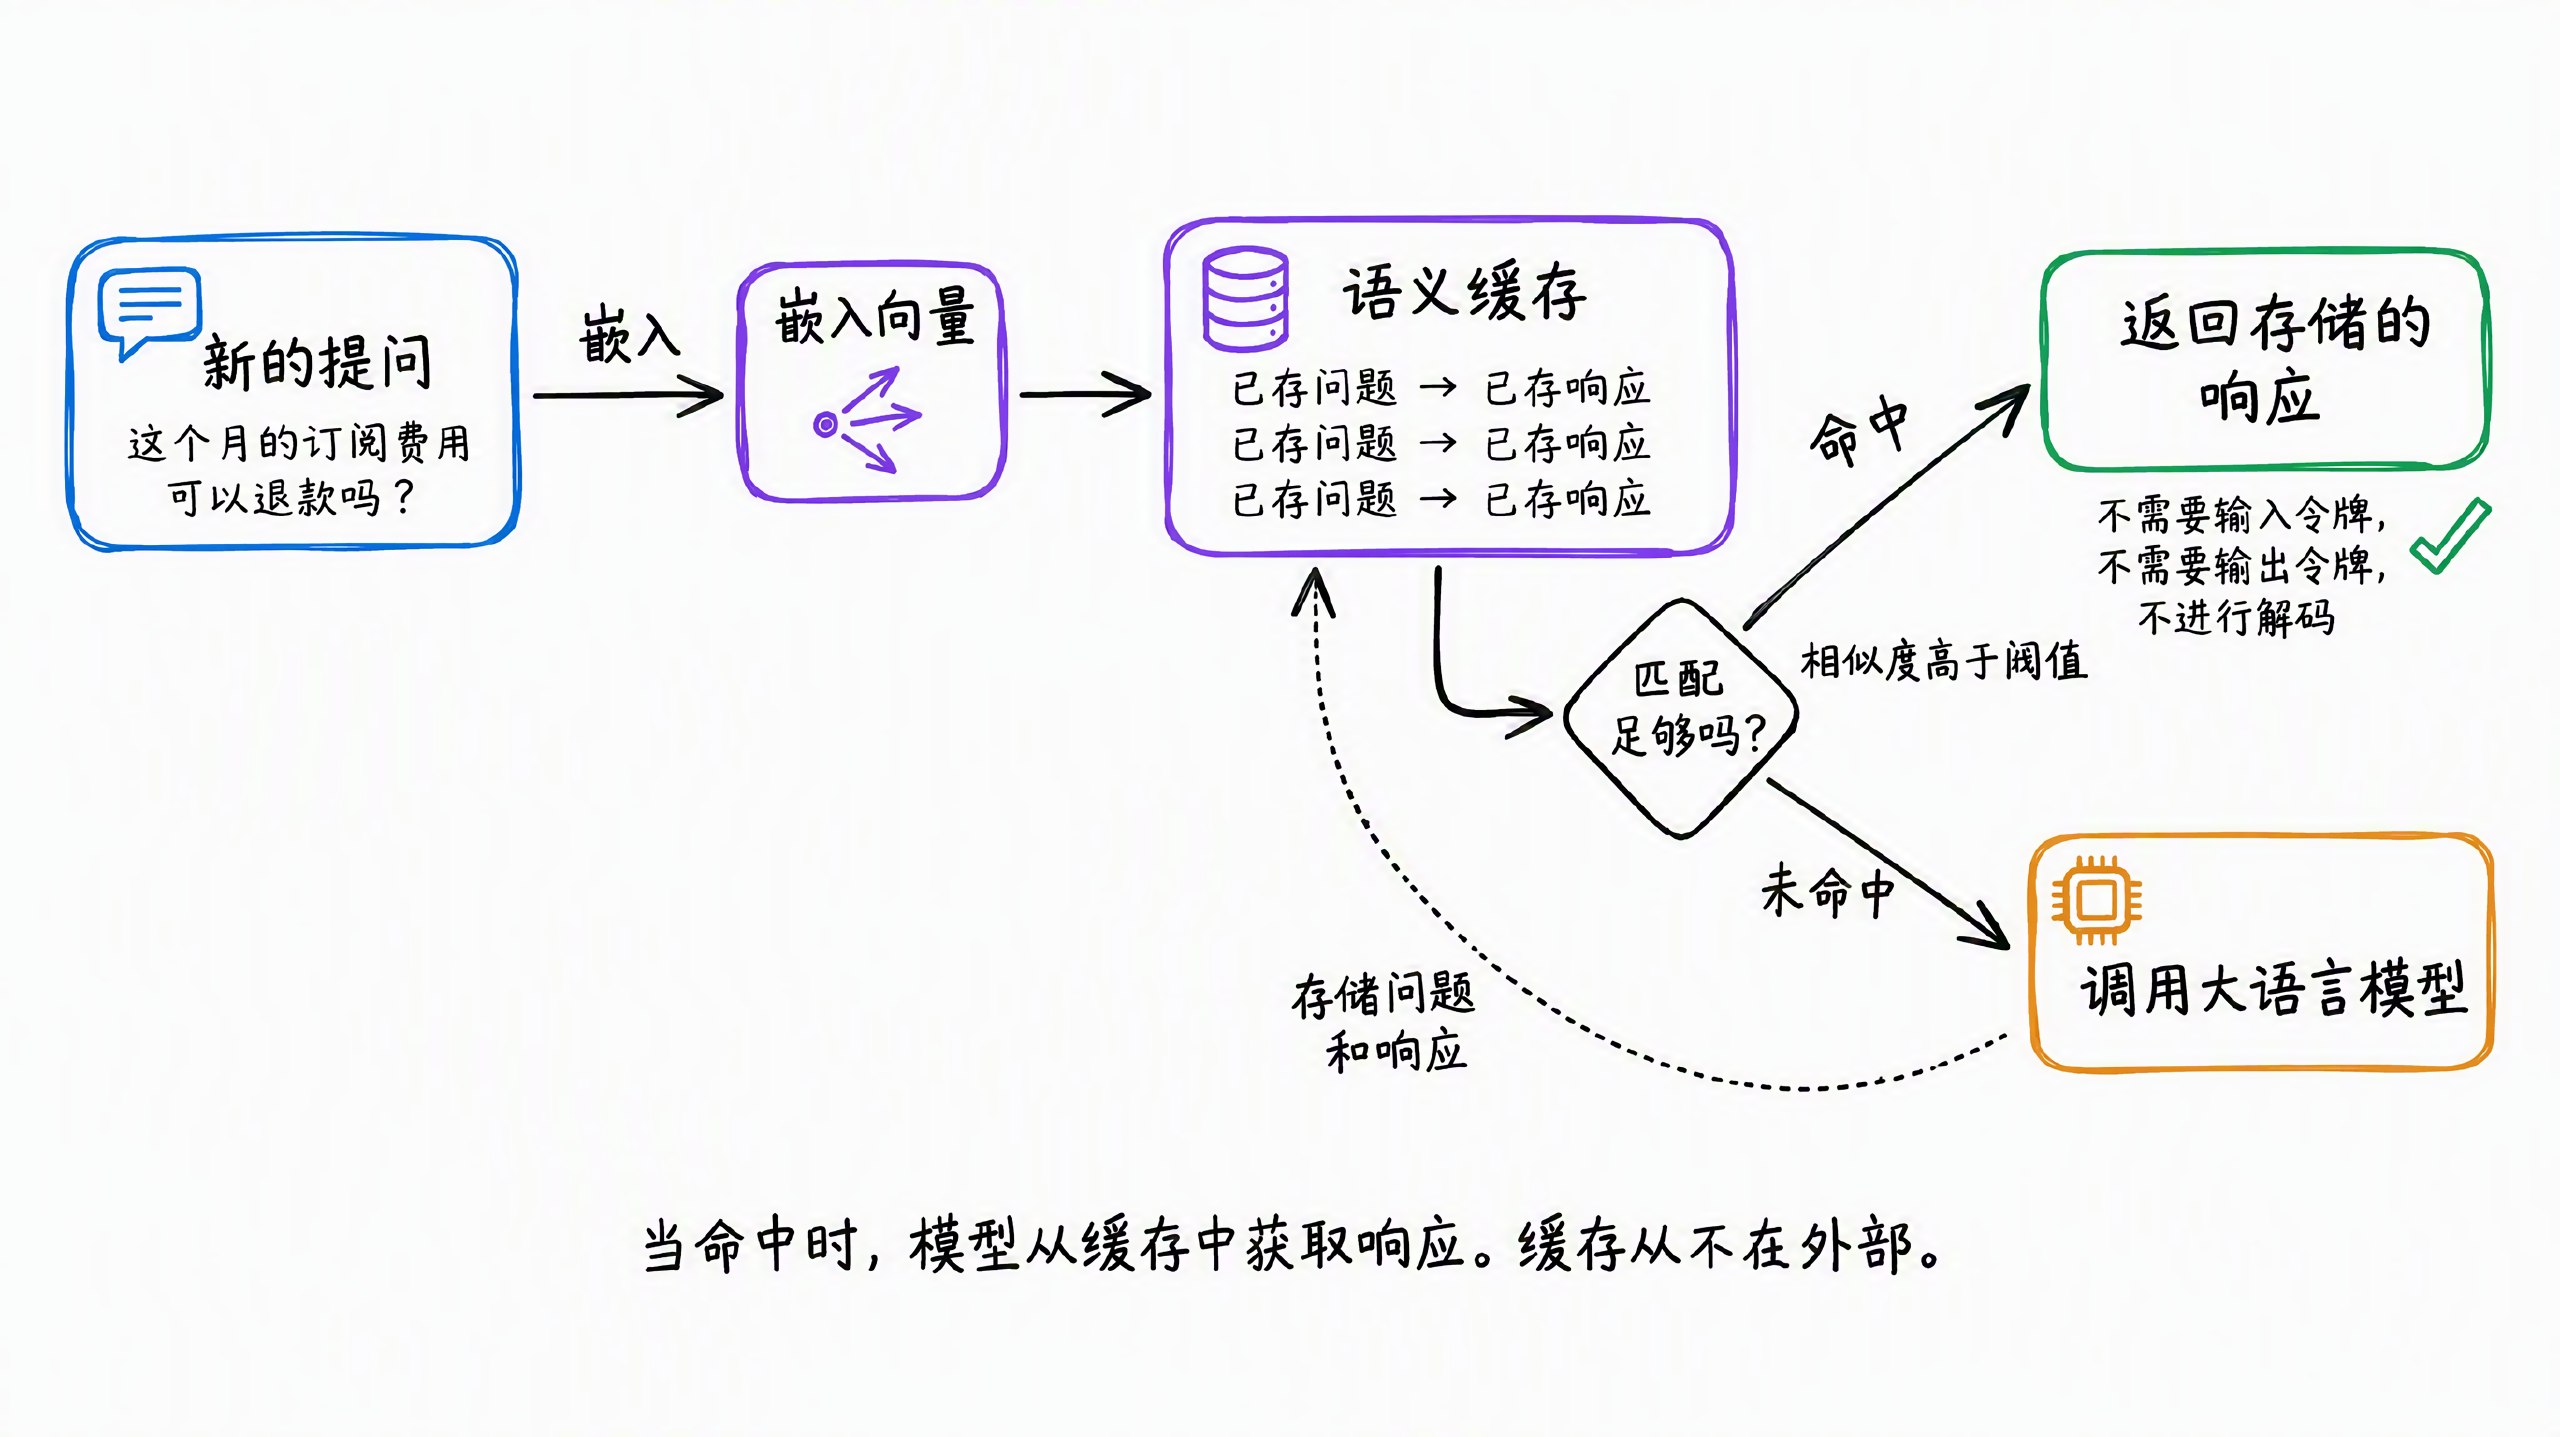 新的提问
这个月的订阅费用
可以退款吗？
嵌入
嵌入向量
语义缓存
已存问题 → 已存响应
已存问题 → 已存响应
已存问题 → 已存响应
匹配
足够吗？
命中
相似度高于阀值
返回存储的
响应
不需要输入令牌,
不需要输出令牌,
不进行解码
未命中
调用大语言模型
存储问题
和响应
当命中时, 模型从缓存中获取响应。缓存从不在外部。